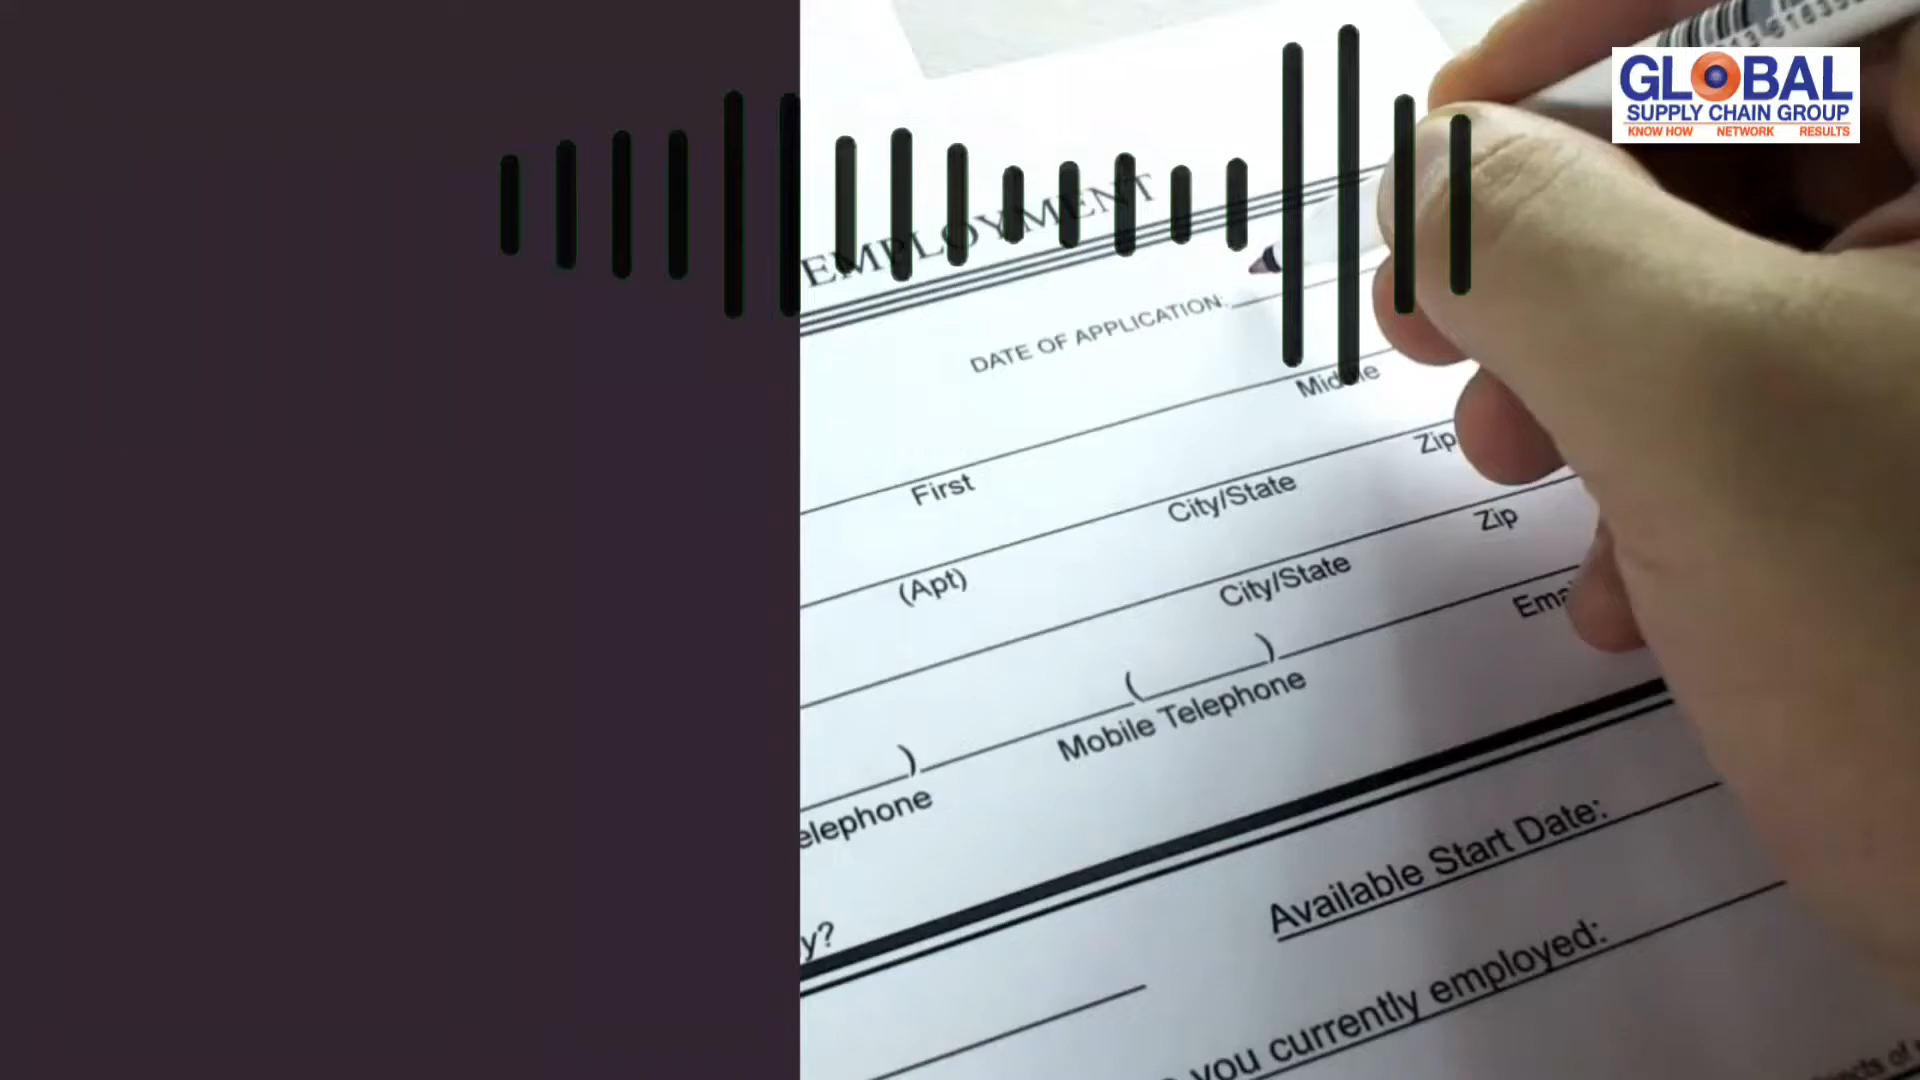 GLOBAL
SUPPLY CHAIN GROUP
KNOW HOW NETWORK RESULTS
EMPLOYMENT
DATE OF APPLICATION:
Middle
First
City/State
Zip
(Apt)
City/State
Zip
( )
Mobile Telephone
Ema
)
elephone
Available Start Date:
y?
you currently employed: